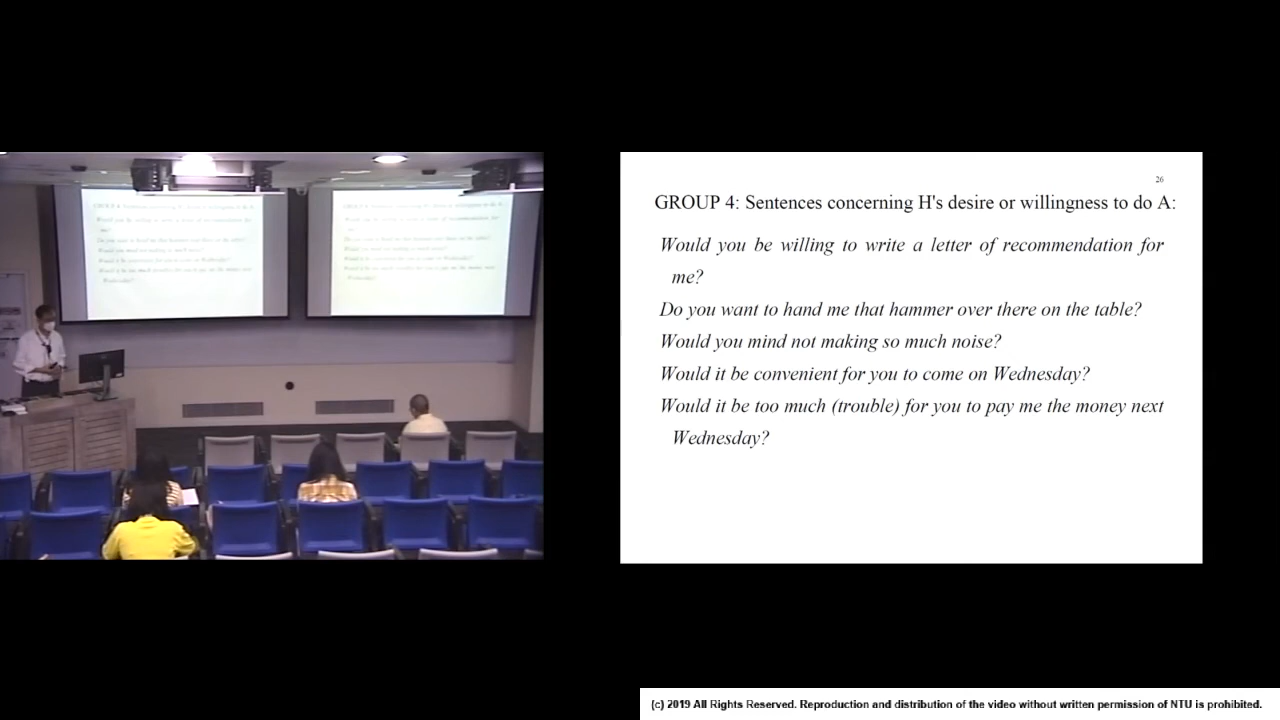 26
GROUP 4: Sentences concerning H's desire or willingness to do A:
Would you be willing to write a letter of recommendation for
me?
Do you want to hand me that hammer over there on the table?
Would you mind not making so much noise?
Would it be convenient for you to come on Wednesday?
Would it be too much (trouble) for you to pay me the money next
Wednesday?
(c) 2019 All Rights Reserved. Reproduction and distribution of the video without written permission of NTU is prohibited.